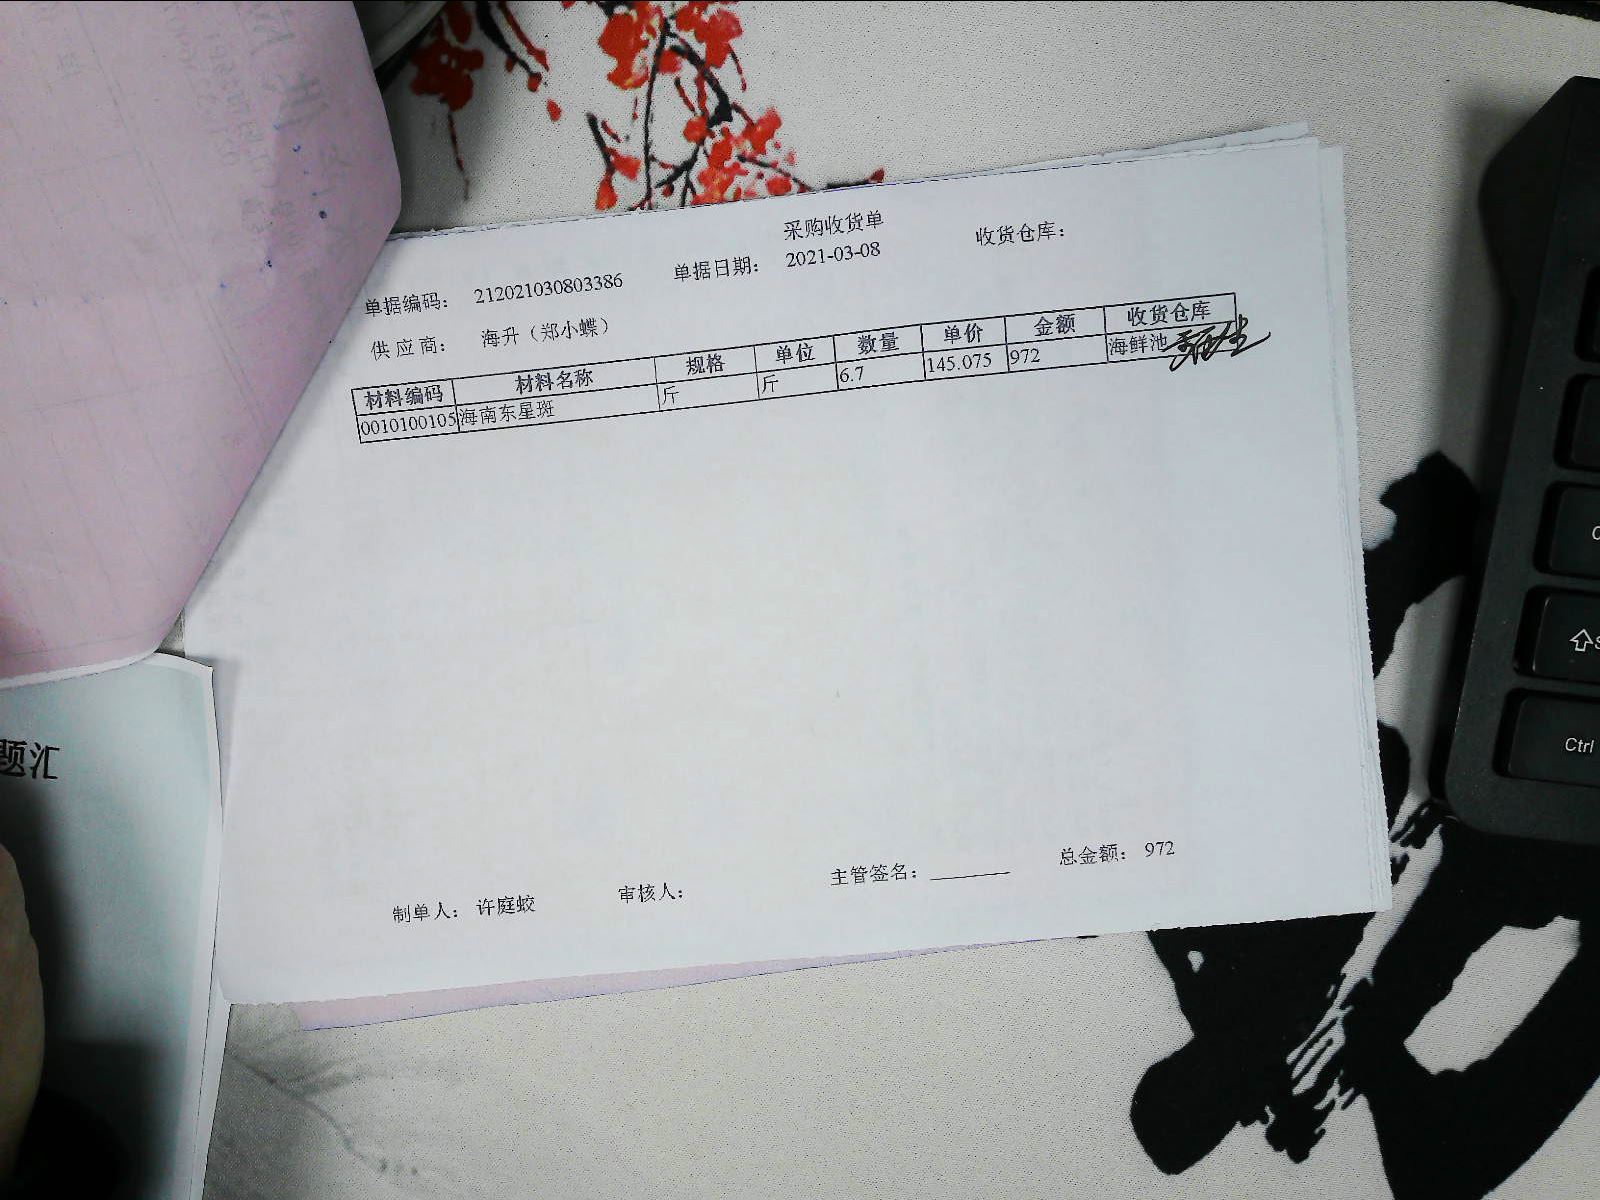 采购收货单
单据编码： 212021030803386 单据日期： 2021-03-08 收货仓库：
供应商： 海升（郑小蝶）
材料编码 材料名称 规格 单位 数量 单价 金额 收货仓库
0010100105 海南东星斑 斤 斤 6.7 145.075 972 海鲜池
制单人： 许庭蛟 审核人： 主管签名： 总金额： 972
题汇
Ctrl